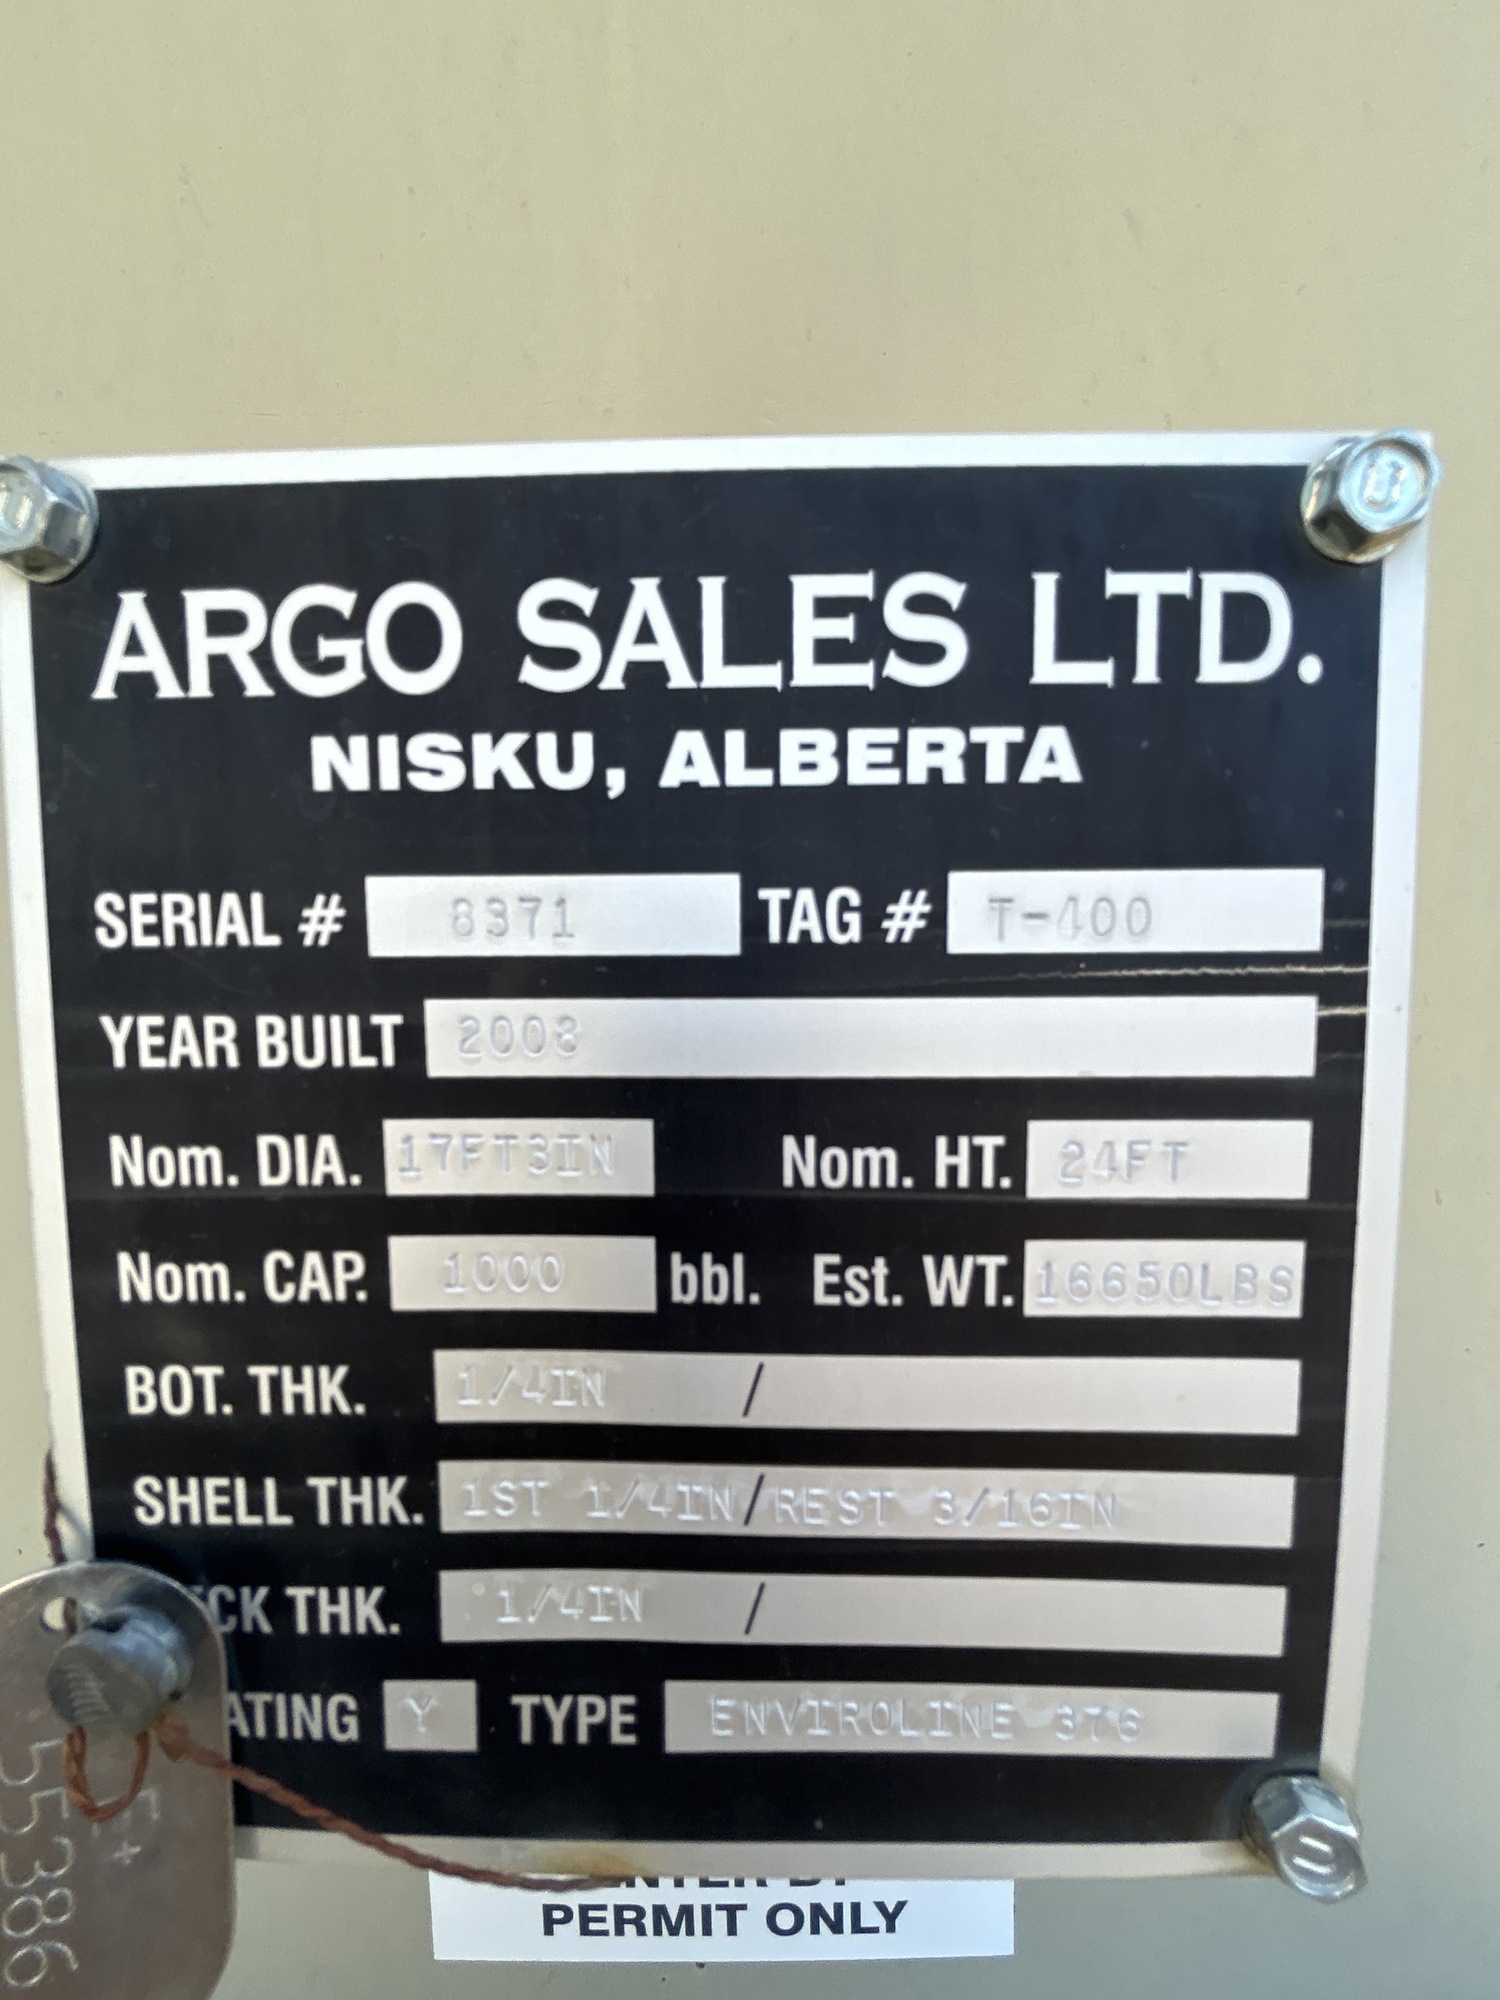 ARGO SALES LTD.
NISKU, ALBERTA
SERIAL # 8371 TAG # T-400
YEAR BUILT 2008
Nom. DIA. 17FT3IN Nom. HT. 24FT
Nom. CAP. 1000 bbl. Est. WT. 16650LBS
BOT. THK. 1/4IN /
SHELL THK. 1ST 1/4IN / REST 3/16IN
CK THK. 1/4IN /
ATING Y TYPE ENVIROLINE 376
PERMIT ONLY
E+
55386